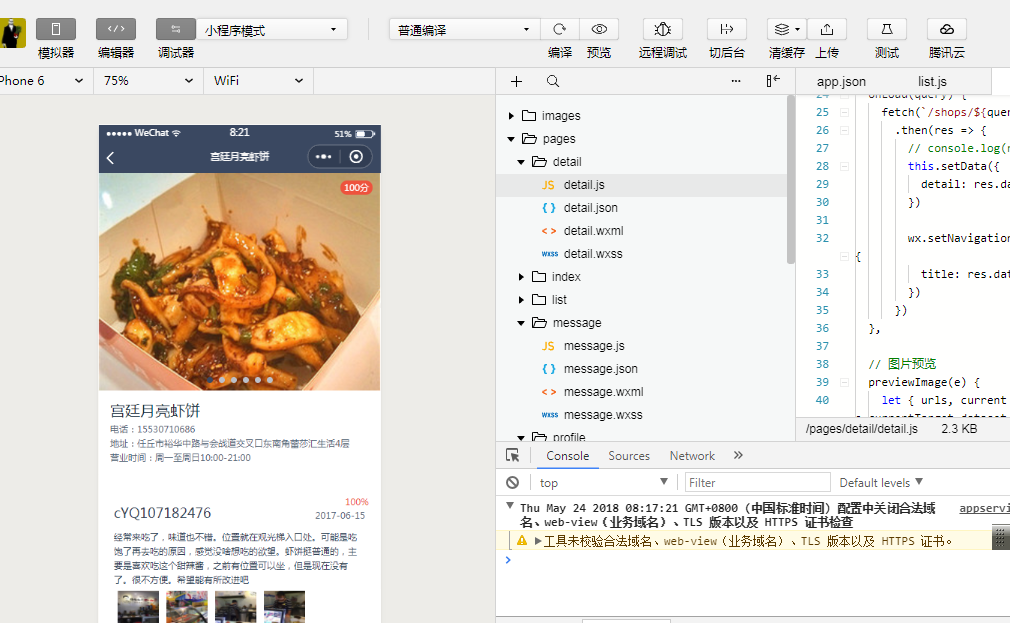 小程序模式
普通编译
模拟器 编辑器 调试器 编译 预览 远程调试 切后台 清缓存 上传 测试 腾讯云
Phone 6 75% WiFi
app.json list.js
WeChat 8:21 51%
宫廷月亮虾饼
100分
宫廷月亮虾饼
电话：15530710686
地址：任丘市裕华中路与会战道交叉口东南角蕾莎汇生活4层
营业时间：周一至周日10:00-21:00
100%
cYQ107182476 2017-06-15
经常来吃了，味道也不错。位置就在观光梯入口处。可能是吃
饱了再去吃的原因，感觉没啥想吃的欲望。虾饼挺普通的，主
要是喜欢吃这个甜辣酱，之前有位置可以坐，但是现在没有
了。很不方便。希望能有所改进吧
images
pages
detail
JS detail.js
{ } detail.json
< > detail.wxml
wxss detail.wxss
index
list
message
JS message.js
{ } message.json
< > message.wxml
wxss message.wxss
profile
24 onLoad(query) {
25 fetch(`/shops/${quer
26 .then(res => {
27 // console.log(r
28 this.setData({
29 detail: res.da
30 })
31
32 wx.setNavigation
{
33 title: res.dat
34 })
35 })
36 },
37
38 // 图片预览
39 previewImage(e) {
40 let { urls, current
currentTarget.dataset
/pages/detail/detail.js 2.3 KB
Console Sources Network »
top Filter Default levels
Thu May 24 2018 08:17:21 GMT+0800 (中国标准时间) 配置中关闭合法域
名、web-view（业务域名）、TLS 版本以及 HTTPS 证书检查
appservi
工具未校验合法域名、web-view（业务域名）、TLS 版本以及 HTTPS 证书。